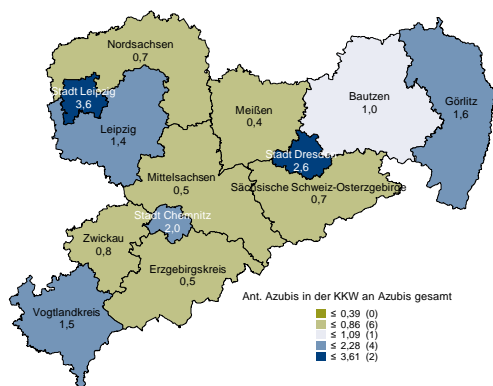 Nordsachsen
0,7
Stadt Leipzig
3,6
Leipzig
1,4
Meißen
0,4
Bautzen
1,0
Görlitz
1,6
Stadt Dresden
2,6
Mittelsachsen
0,5
Sächsische Schweiz-Osterzgebirge
0,7
Stadt Chemnitz
2,0
Zwickau
0,8
Erzgebirgskreis
0,5
Vogtlandkreis
1,5
Ant. Azubis in der KKW an Azubis gesamt
≤ 0,39 (0)
≤ 0,86 (6)
≤ 1,09 (1)
≤ 2,28 (4)
≤ 3,61 (2)